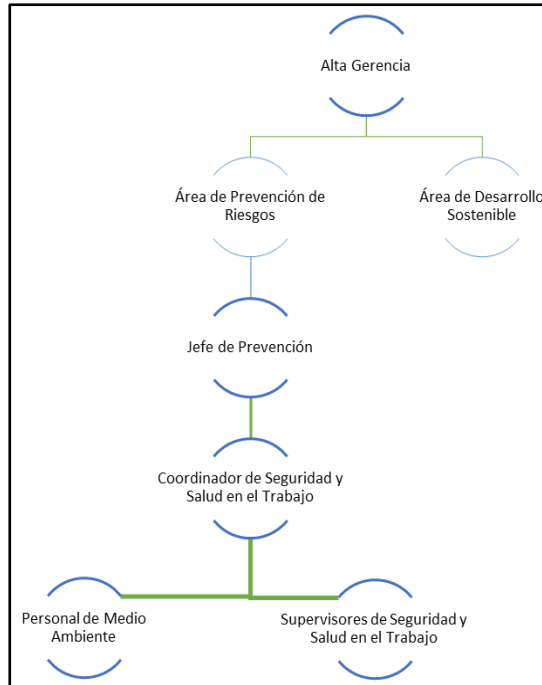 Alta Gerencia
Área de Prevención de
Riesgos
Área de Desarrollo
Sostenible
Jefe de Prevención
Coordinador de Seguridad y
Salud en el Trabajo
Personal de Medio
Ambiente
Supervisores de Seguridad y
Salud en el Trabajo